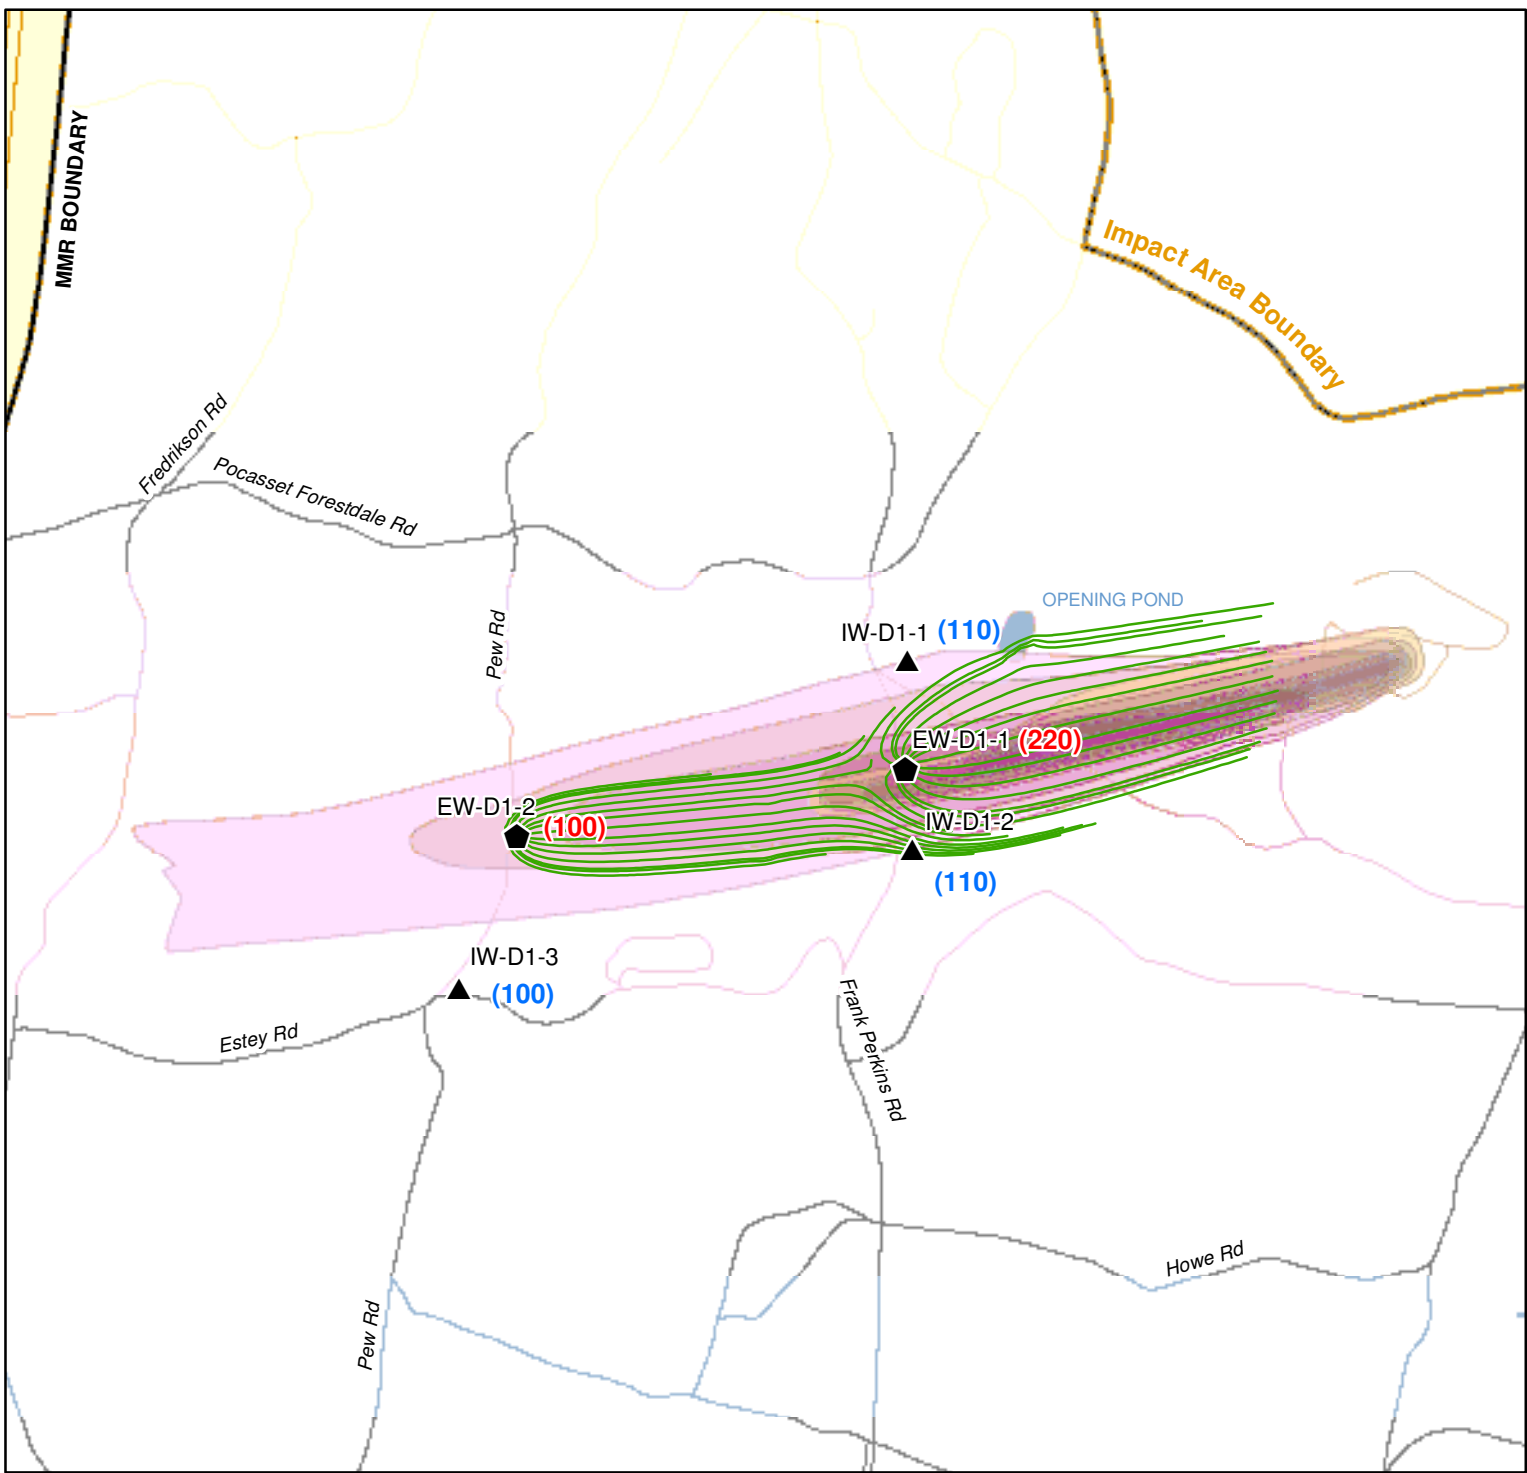 MMR BOUNDARY
Impact Area Boundary
Fredrikson Rd
Pocasset Forestdale Rd
OPENING POND
IW-D1-1 (110)
Pew Rd
EW-D1-1 (220)
EW-D1-2
(100)
IW-D1-2
(110)
IW-D1-3
(100)
Frank Perkins Rd
Estey Rd
Howe Rd
Pew Rd